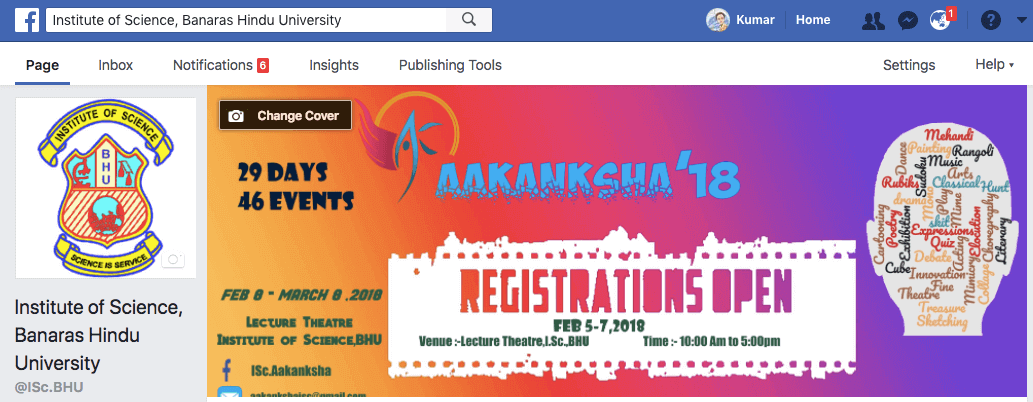 Institute of Science, Banaras Hindu University
Kumar
Home
1
Page
Inbox
Notifications 6
Insights
Publishing Tools
Settings
Help
INSTITUTE OF SCIENCE
BHU
SCIENCE IS SERVICE
Institute of Science,
Banaras Hindu
University
@ISc.BHU
Change Cover
29 DAYS
46 EVENTS
AAKANKSHA'18
REGISTRATIONS OPEN
FEB 5-7,2018
Venue :-Lecture Theatre,I.Sc.,BHU
Time :- 10:00 Am to 5:00pm
FEB 8 - MARCH 8 ,2018
LECTURE THEATRE
INSTITUTE OF SCIENCE,BHU
ISc.Aakanksha
aakankshaisc@gmail.com
Mehandi
Painting
Rangoli
Dance
Music
Sudoku
Arts
Rubiks
Classical
Hunt
drama
Play
Mime
Cartooning
Poetry
Exhibition
skit
Expressions
Elocution
Choreography
Literary
Quiz
Acting
Debate
Cube
Innovation
Fine
Mimicry
Collage
Theatre
Treasure
Sketching